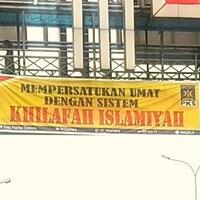 MEMPERSATUKAN UMAT
DENGAN SISTEM
KHILAFAH ISLAMIYAH
PKS